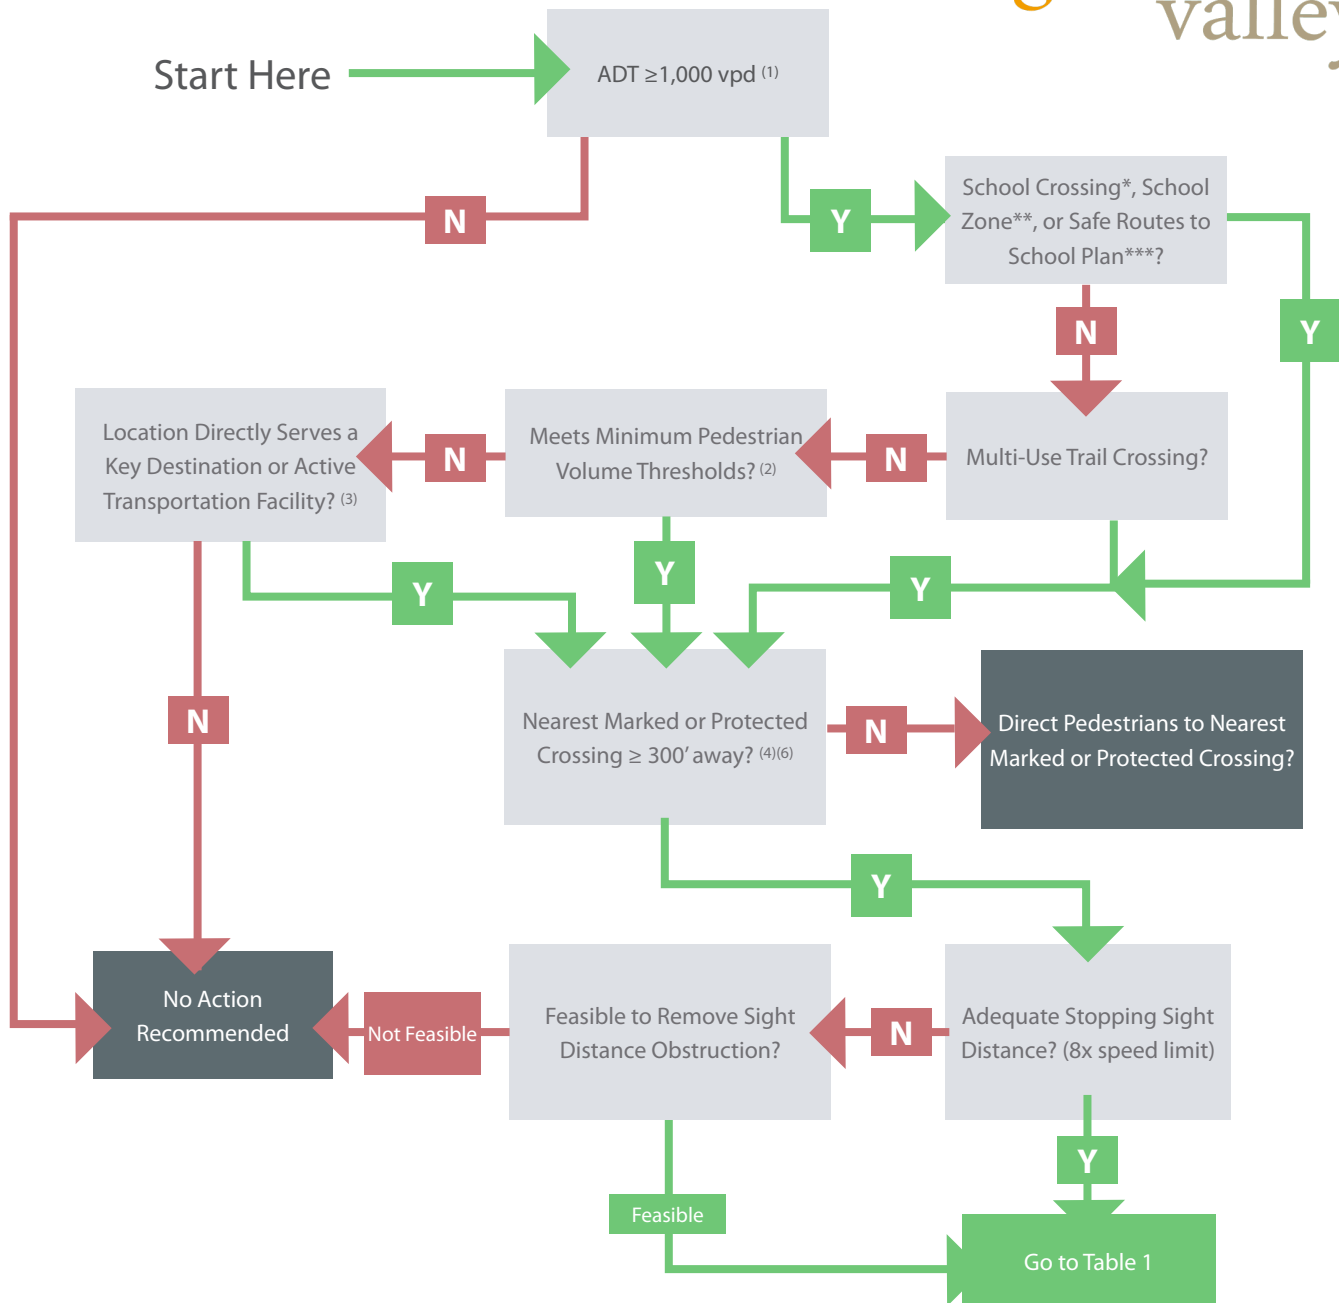 valley
Start Here
ADT ≥1,000 vpd (1)
N
Y
School Crossing*, School
Zone**, or Safe Routes to
School Plan***?
N
Y
Location Directly Serves a
Key Destination or Active
Transportation Facility? (3)
N
Meets Minimum Pedestrian
Volume Thresholds? (2)
N
Multi-Use Trail Crossing?
Y
Y
Y
N
Nearest Marked or Protected
Crossing ≥ 300’ away? (4)(6)
N
Direct Pedestrians to Nearest
Marked or Protected Crossing?
Y
No Action
Recommended
Not Feasible
Feasible to Remove Sight
Distance Obstruction?
N
Adequate Stopping Sight
Distance? (8x speed limit)
Y
Feasible
Go to Table 1